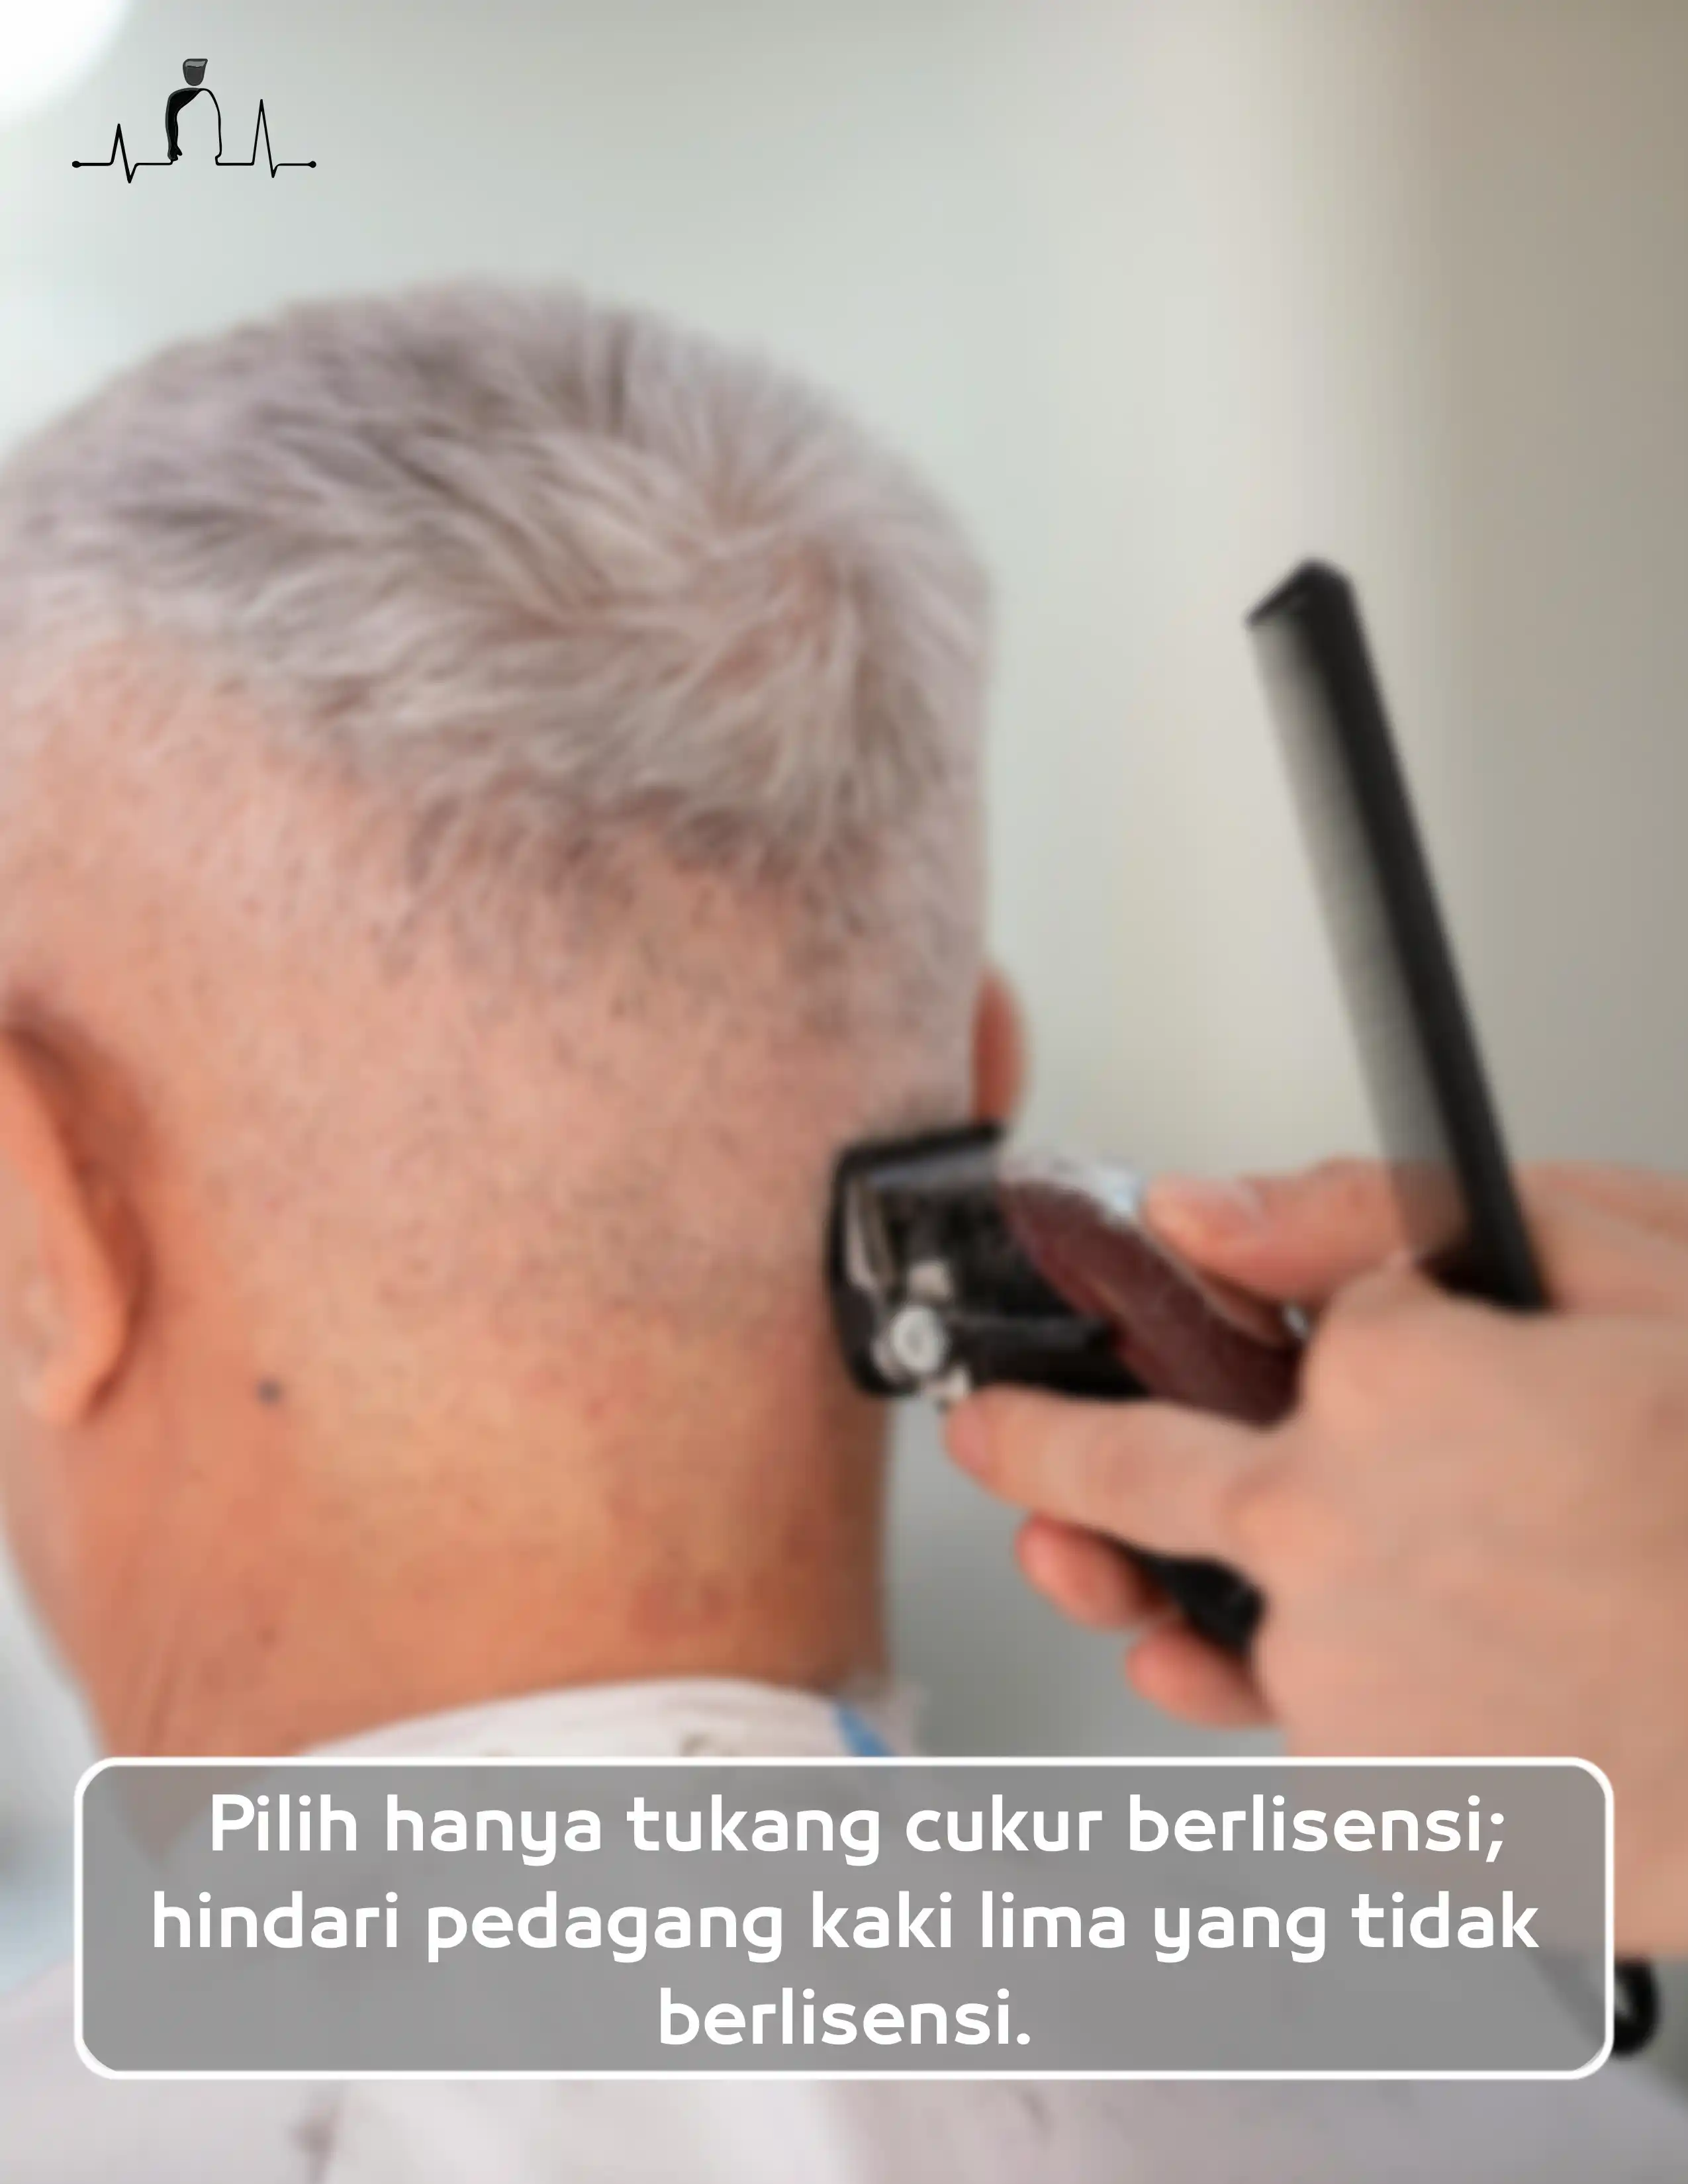 Pilih hanya tukang cukur berlisensi;
hindari pedagang kaki lima yang tidak
berlisensi.